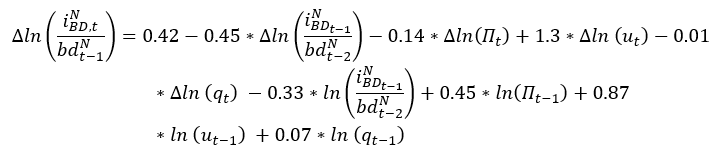 Δln(i^N_{BD,t} / bd^N_{t−1}) = 0.42 − 0.45 * Δln(i^N_{BD_{t−1}} / bd^N_{t−2}) − 0.14 * Δln(Π_t) + 1.3 * Δln (u_t) − 0.01
* Δln (q_t) − 0.33 * ln(i^N_{BD_{t−1}} / bd^N_{t−2}) + 0.45 * ln(Π_{t−1}) + 0.87
* ln (u_{t−1}) + 0.07 * ln (q_{t−1})